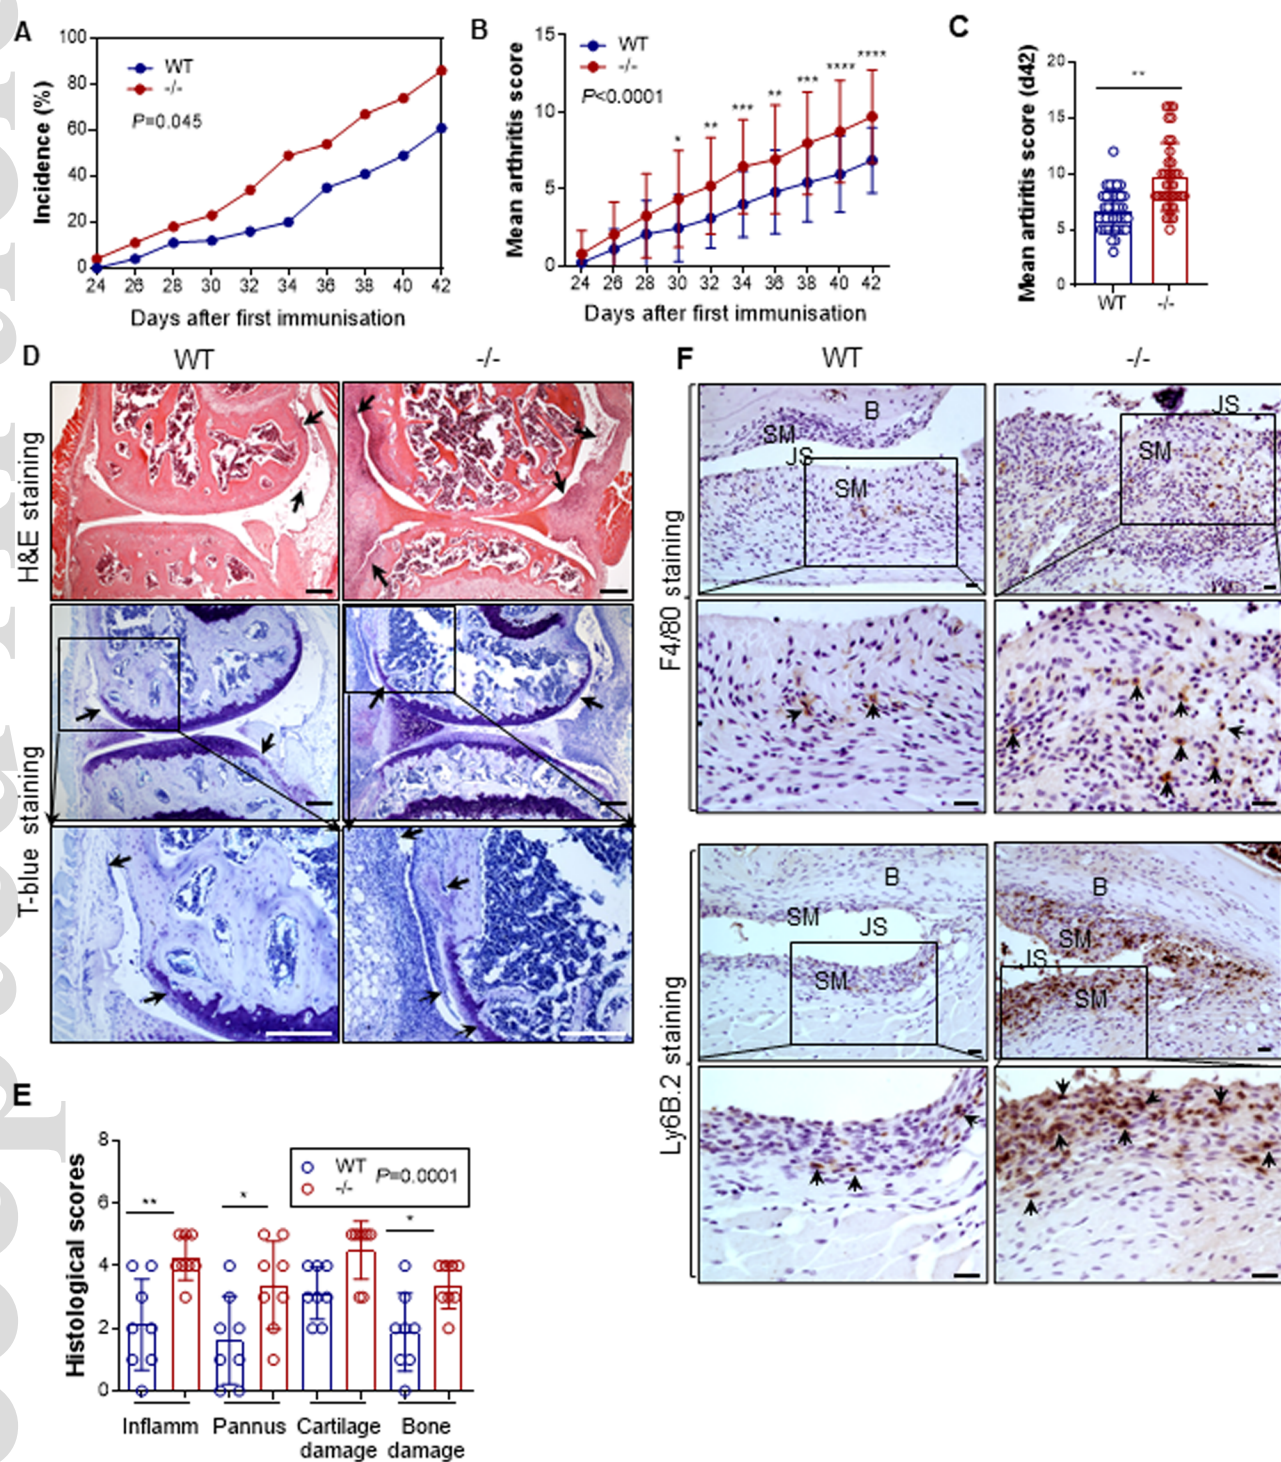 A
Incidence (%)
100
80
60
40
20
0
WT
-/-
P=0.045
24 26 28 30 32 34 36 38 40 42
Days after first immunisation
B
Mean arthritis score
15
10
5
0
WT
-/-
P<0.0001
* ** *** ** *** **** ****
24 26 28 30 32 34 36 38 40 42
Days after first immunisation
C
Mean artiritis score (d42)
20
15
10
5
0
**
WT -/-
D
WT -/-
H&E staining
T-blue staining
E
Histological scores
8
6
4
2
0
WT
-/-
P=0.0001
** * *
Inflamm Pannus Cartilage damage Bone damage
F
WT -/-
F4/80 staining
B
SM
JS
SM
JS
SM
Ly6B.2 staining
B
SM
JS
SM
B
SM
JS
SM